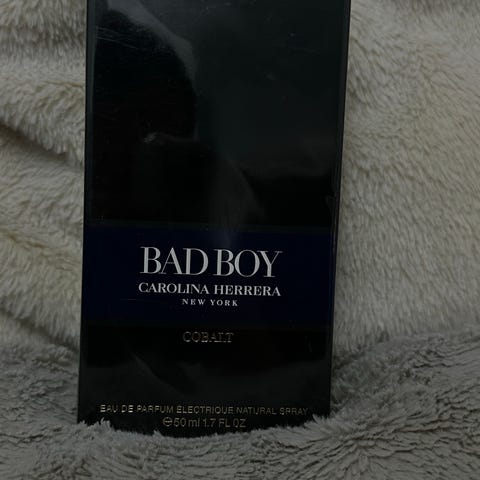 BAD BOY
CAROLINA HERRERA
NEW YORK
COBALT
EAU DE PARFUM ÉLECTRIQUE NATURAL SPRAY
℮50 ml 1.7 FL OZ